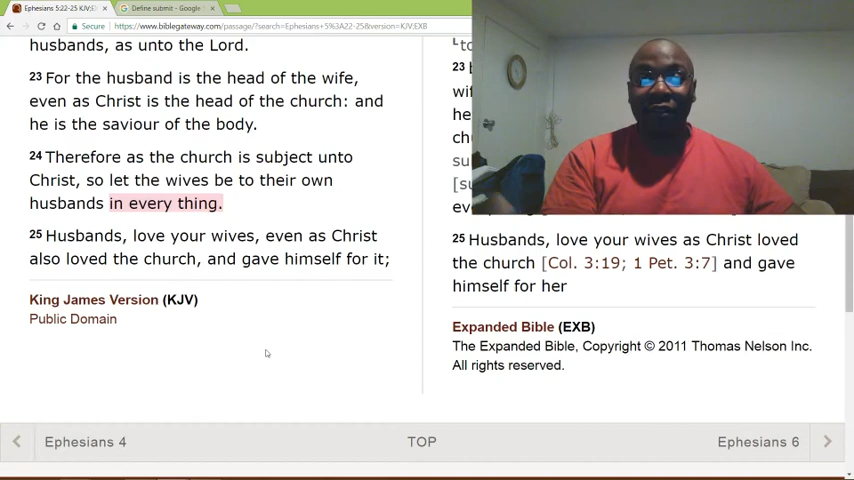 Ephesians 5:22-25 KJV;E
Define submit - Google
Secure
https://www.biblegateway.com/passage/?search=Ephesians+5%3A22-25&version=KJV;EXB
husbands, as unto the Lord.
23 For the husband is the head of the wife,
even as Christ is the head of the church: and
he is the saviour of the body.
24 Therefore as the church is subject unto
Christ, so let the wives be to their own
husbands in every thing.
25 Husbands, love your wives, even as Christ
also loved the church, and gave himself for it;
King James Version (KJV)
Public Domain
23
25 Husbands, love your wives as Christ loved
the church [Col. 3:19; 1 Pet. 3:7] and gave
himself for her
Expanded Bible (EXB)
The Expanded Bible, Copyright © 2011 Thomas Nelson Inc.
All rights reserved.
Ephesians 4
TOP
Ephesians 6